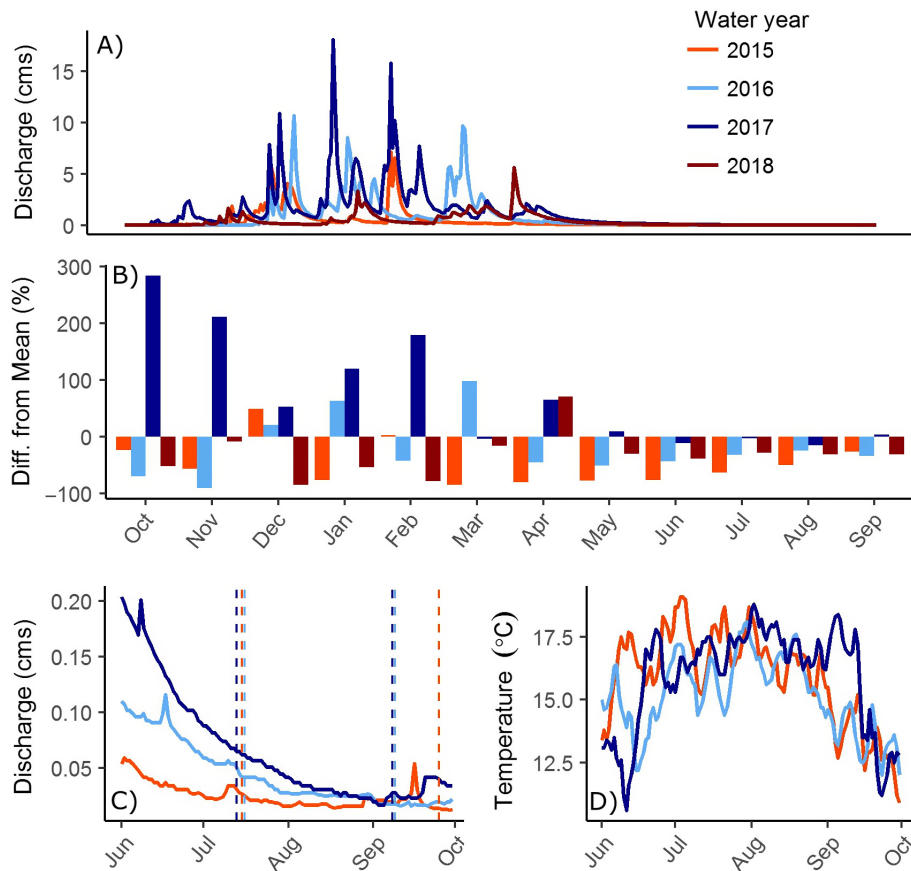 Water year
2015
2016
2017
2018
A)
Discharge (cms)
15
10
5
0
B)
Diff. from Mean (%)
300
200
100
0
−100
Oct
Nov
Dec
Jan
Feb
Mar
Apr
May
Jun
Jul
Aug
Sep
C)
Discharge (cms)
0.20
0.15
0.10
0.05
Jun
Jul
Aug
Sep
Oct
D)
Temperature (°C)
17.5
15.0
12.5
Jun
Jul
Aug
Sep
Oct